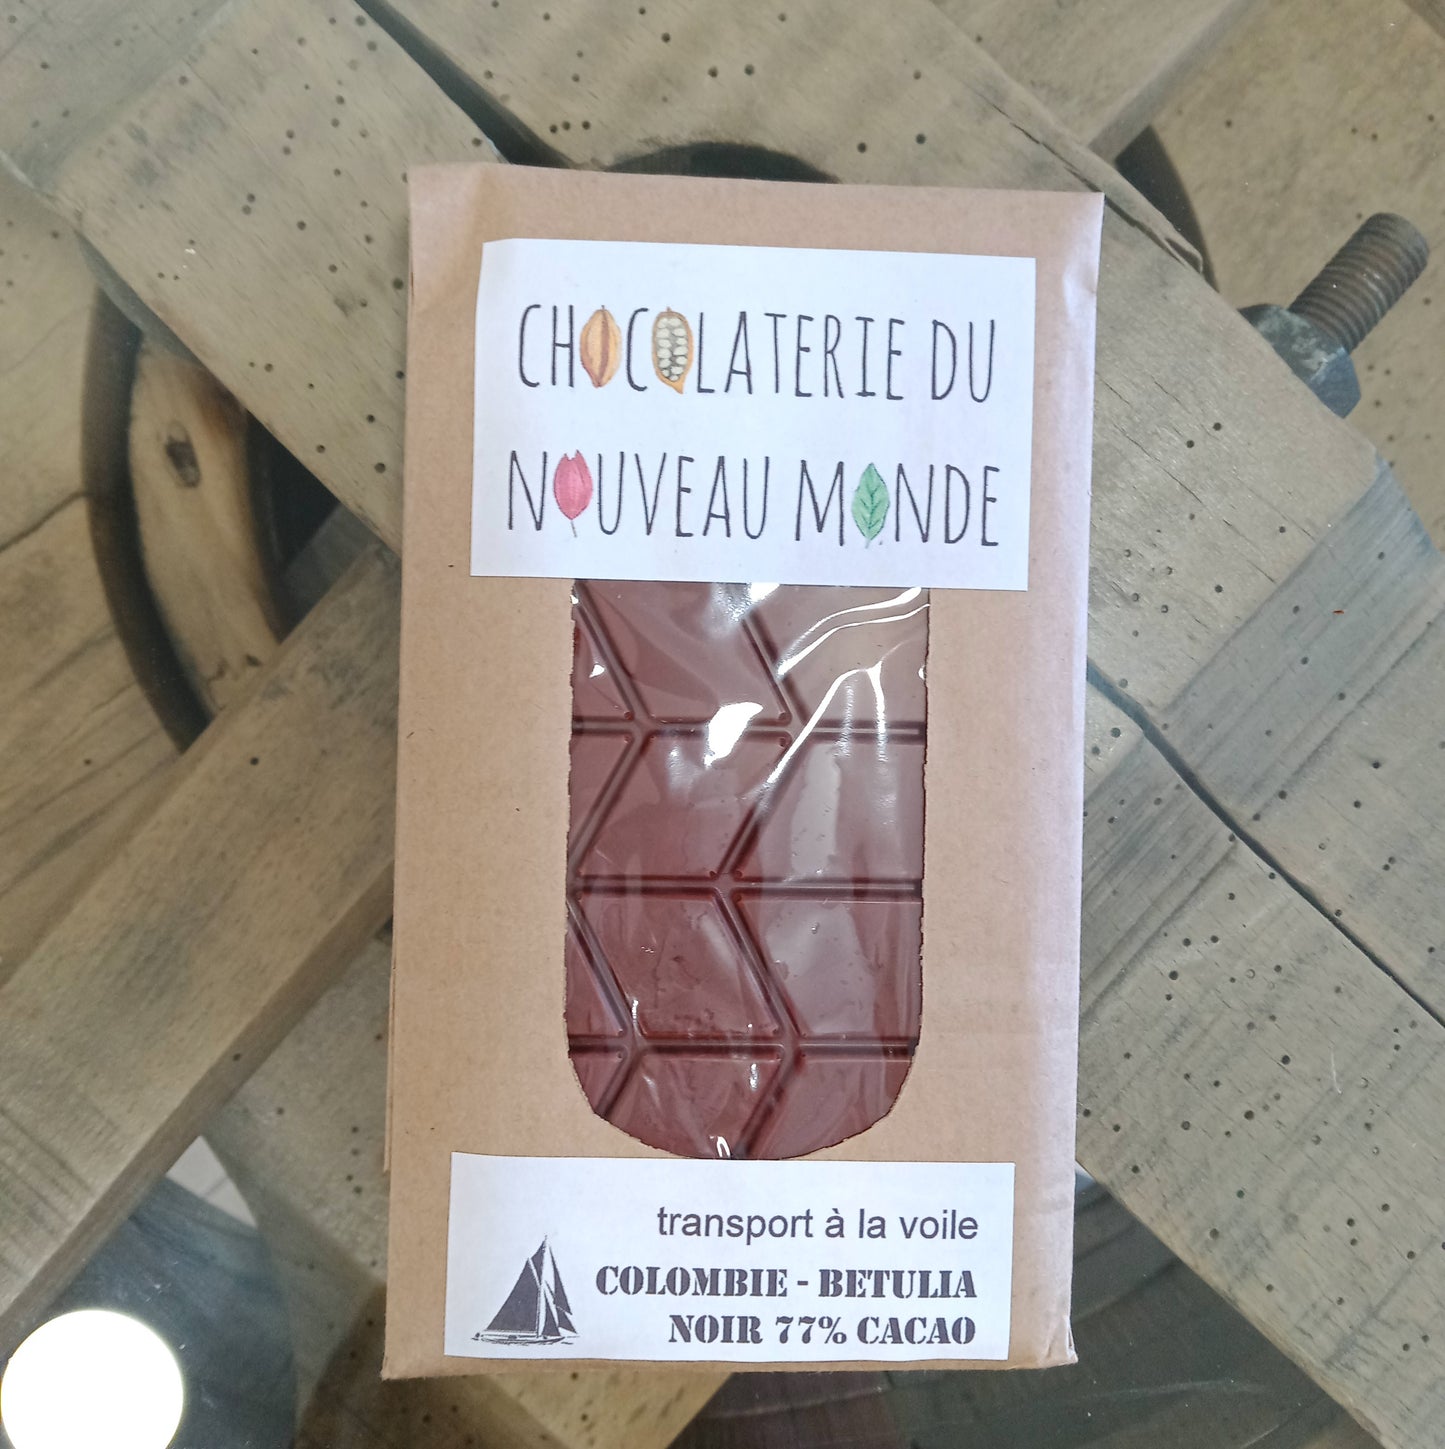 CHOCOLATERIE DU
NOUVEAU MONDE
transport à la voile
COLOMBIE - BETULIA
NOIR 77% CACAO